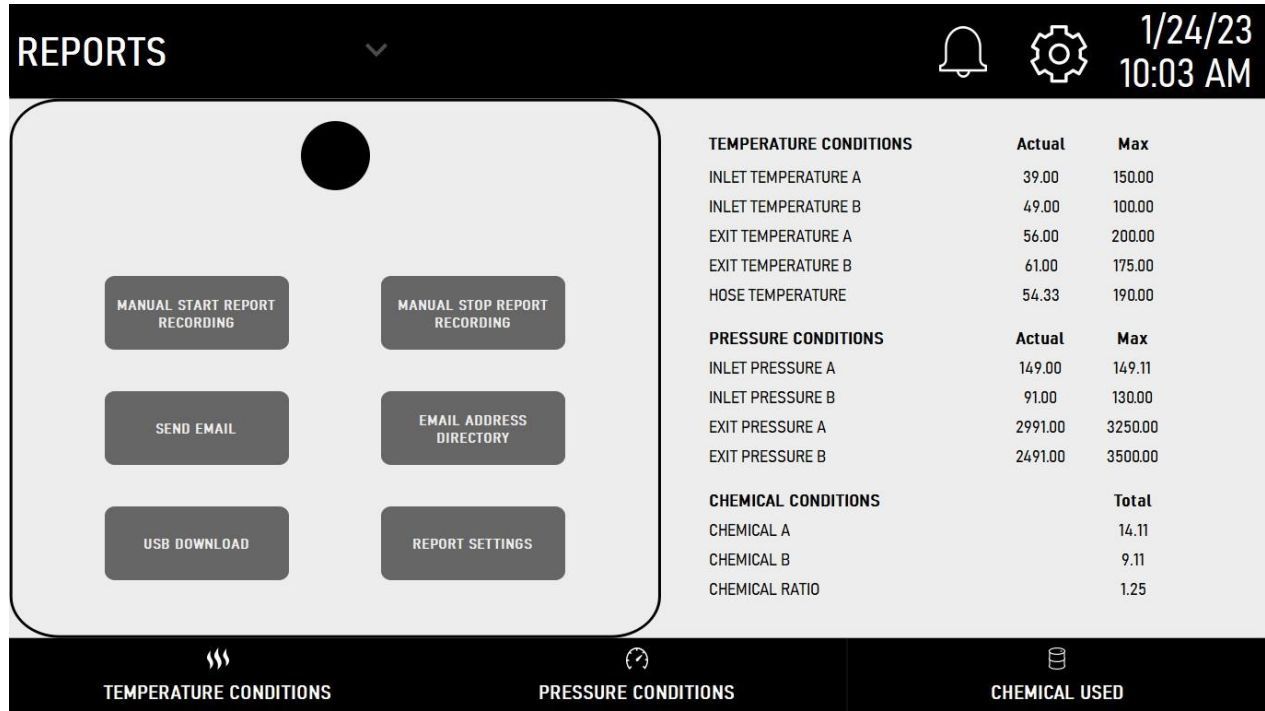 REPORTS
1/24/23
10:03 AM
MANUAL START REPORT
RECORDING
MANUAL STOP REPORT
RECORDING
SEND EMAIL
EMAIL ADDRESS
DIRECTORY
USB DOWNLOAD
REPORT SETTINGS
TEMPERATURE CONDITIONS Actual Max
INLET TEMPERATURE A 39.00 150.00
INLET TEMPERATURE B 49.00 100.00
EXIT TEMPERATURE A 56.00 200.00
EXIT TEMPERATURE B 61.00 175.00
HOSE TEMPERATURE 54.33 190.00
PRESSURE CONDITIONS Actual Max
INLET PRESSURE A 149.00 149.11
INLET PRESSURE B 91.00 130.00
EXIT PRESSURE A 2991.00 3250.00
EXIT PRESSURE B 2491.00 3500.00
CHEMICAL CONDITIONS Total
CHEMICAL A 14.11
CHEMICAL B 9.11
CHEMICAL RATIO 1.25
TEMPERATURE CONDITIONS
PRESSURE CONDITIONS
CHEMICAL USED